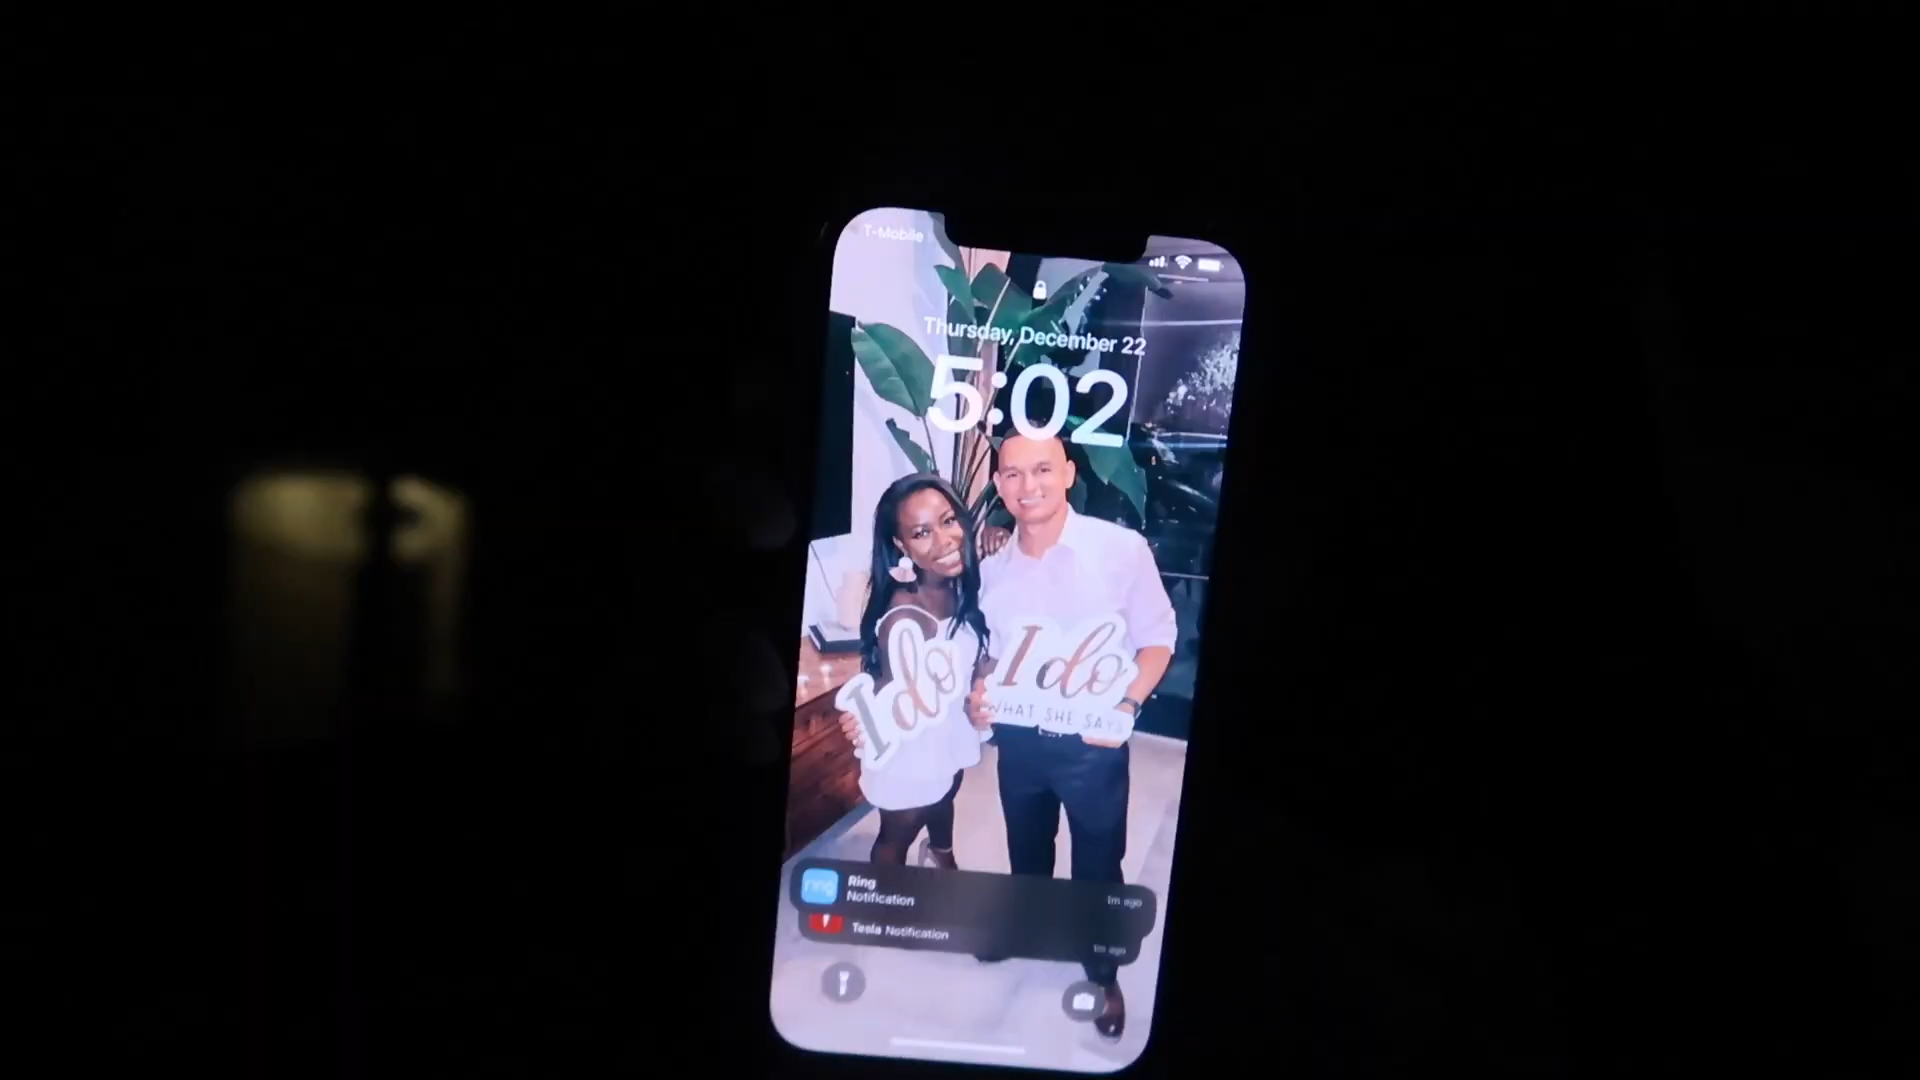 T-Mobile
Thursday, December 22
5:02
I do
I do
WHAT SHE SAYS
ring
Ring
Notification
1m ago
Tesla Notification
1m ago